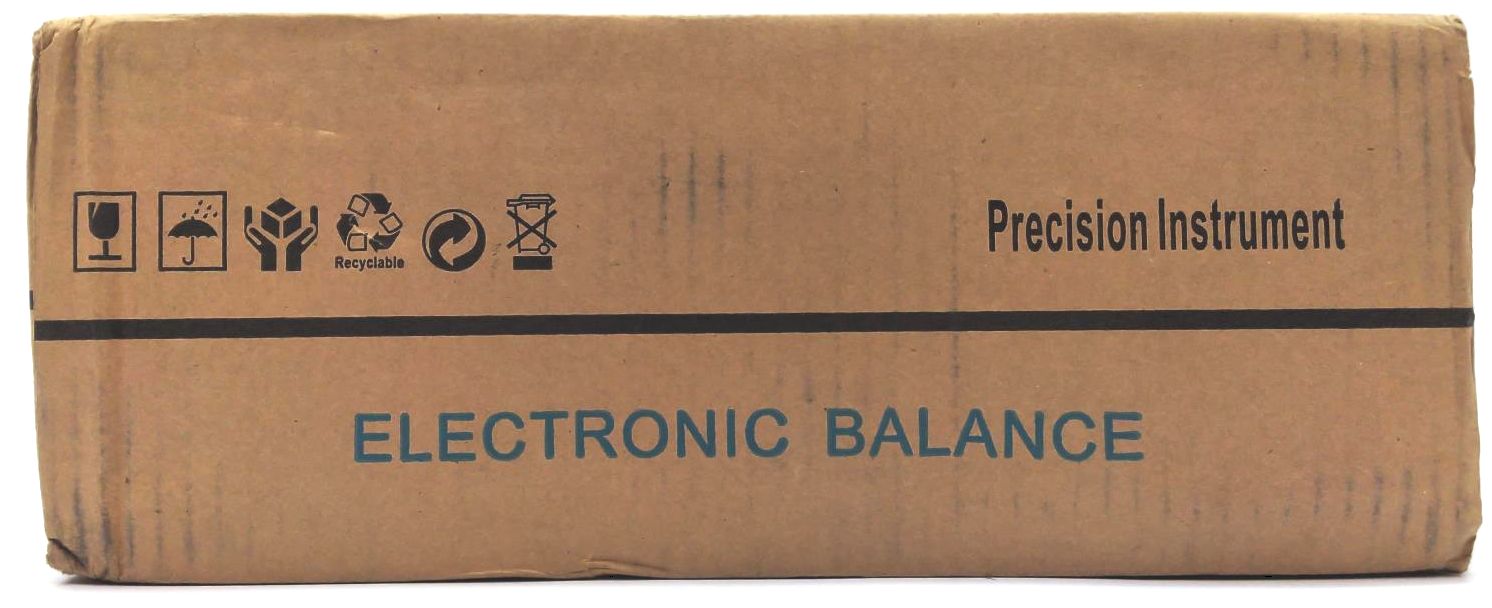 Recyclable
Precision Instrument
ELECTRONIC BALANCE